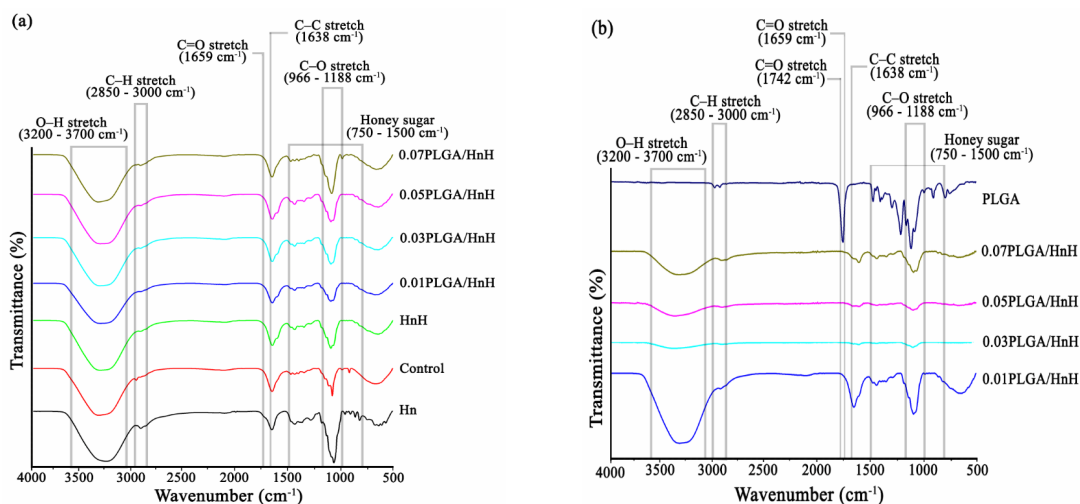 (a)
C–C stretch
(1638 cm⁻¹)
C=O stretch
(1659 cm⁻¹)
C–O stretch
(966 - 1188 cm⁻¹)
C–H stretch
(2850 - 3000 cm⁻¹)
O–H stretch
(3200 - 3700 cm⁻¹)
Honey sugar
(750 - 1500 cm⁻¹)
0.07PLGA/HnH
0.05PLGA/HnH
0.03PLGA/HnH
0.01PLGA/HnH
HnH
Control
Hn
Transmittance (%)
4000 3500 3000 2500 2000 1500 1000 500
Wavenumber (cm⁻¹)
(b)
C=O stretch
(1659 cm⁻¹)
C=O stretch
(1742 cm⁻¹)
C–C stretch
(1638 cm⁻¹)
C–H stretch
(2850 - 3000 cm⁻¹)
C–O stretch
(966 - 1188 cm⁻¹)
O–H stretch
(3200 - 3700 cm⁻¹)
Honey sugar
(750 - 1500 cm⁻¹)
PLGA
0.07PLGA/HnH
0.05PLGA/HnH
0.03PLGA/HnH
0.01PLGA/HnH
Transmittance (%)
4000 3500 3000 2500 2000 1500 1000 500
Wavenumber (cm⁻¹)